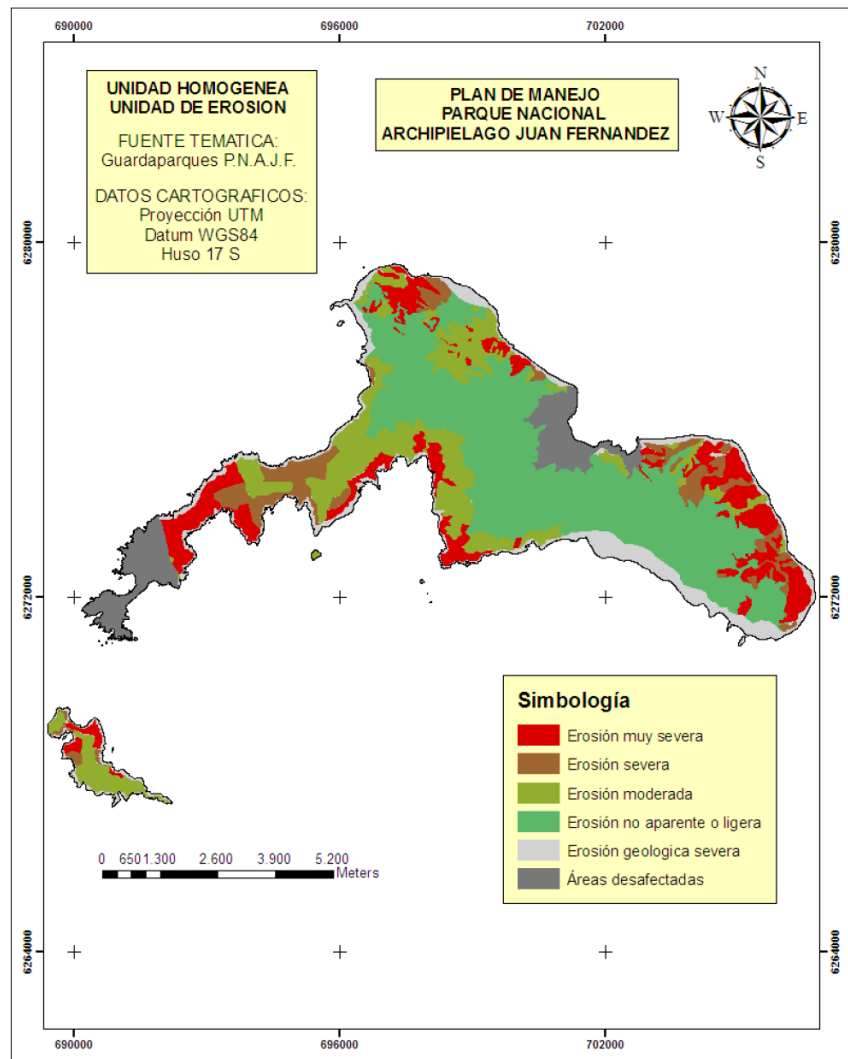 690000
696000
702000
UNIDAD HOMOGENEA
UNIDAD DE EROSION
FUENTE TEMATICA:
Guardaparques P.N.A.J.F.
DATOS CARTOGRAFICOS:
Proyección UTM
Datum WGS84
Huso 17 S
PLAN DE MANEJO
PARQUE NACIONAL
ARCHIPIELAGO JUAN FERNANDEZ
N
W
E
S
6280000
6280000
6272000
6272000
Simbología
Erosión muy severa
Erosión severa
Erosión moderada
Erosión no aparente o ligera
Erosión geologica severa
Áreas desafectadas
0 650 1.300 2.600 3.900 5.200
Meters
6264000
6264000
690000
696000
702000